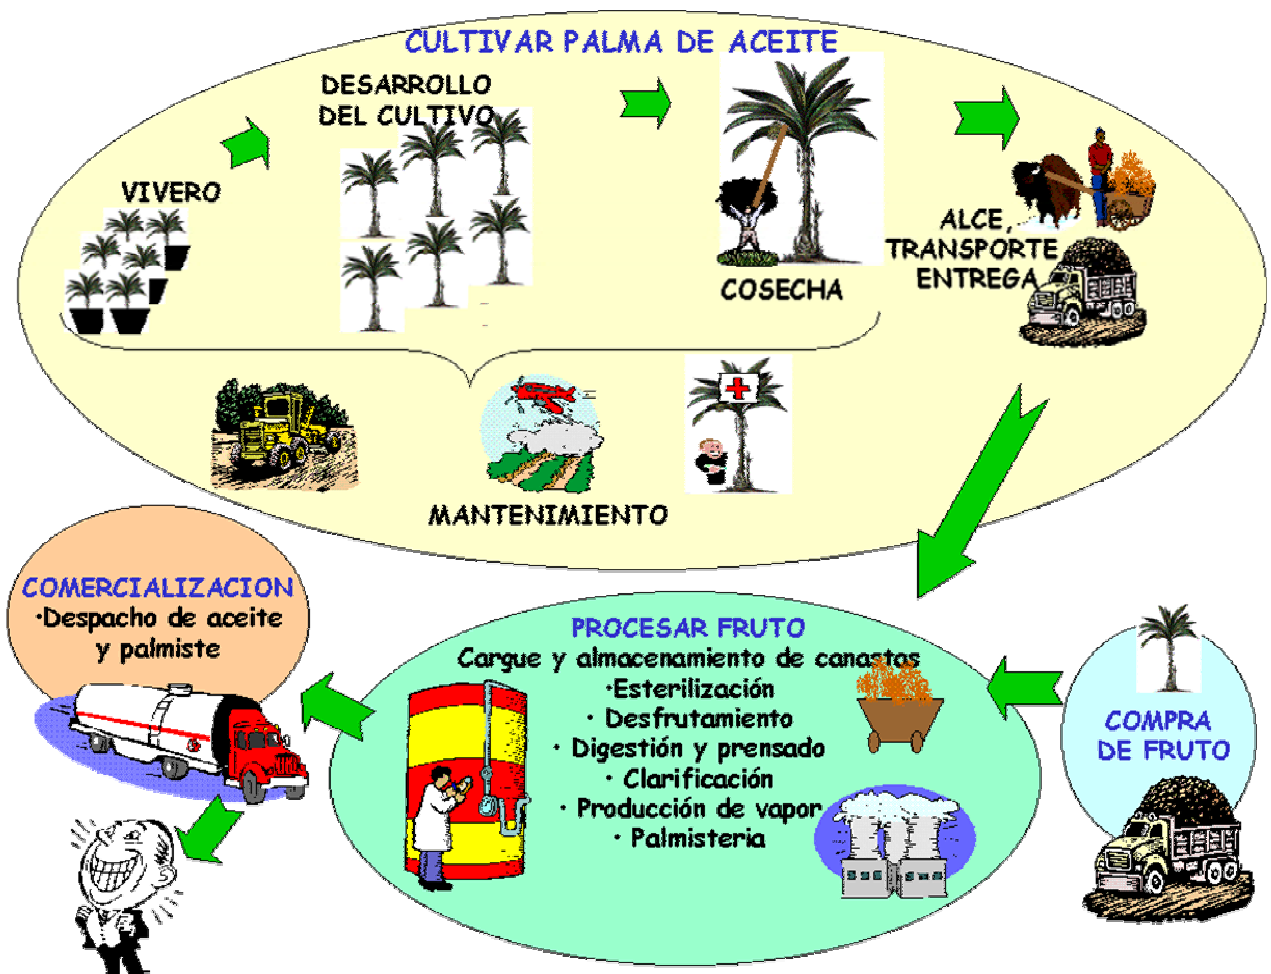 CULTIVAR PALMA DE ACEITE
DESARROLLO
DEL CULTIVO
VIVERO
COSECHA
ALCE,
TRANSPORTE
ENTREGA
MANTENIMIENTO
COMERCIALIZACION
•Despacho de aceite
y palmiste
PROCESAR FRUTO
Cargue y almacenamiento de canastas
•Esterilización
• Desfrutamiento
• Digestión y prensado
• Clarificación
• Producción de vapor
• Palmisteria
COMPRA
DE FRUTO